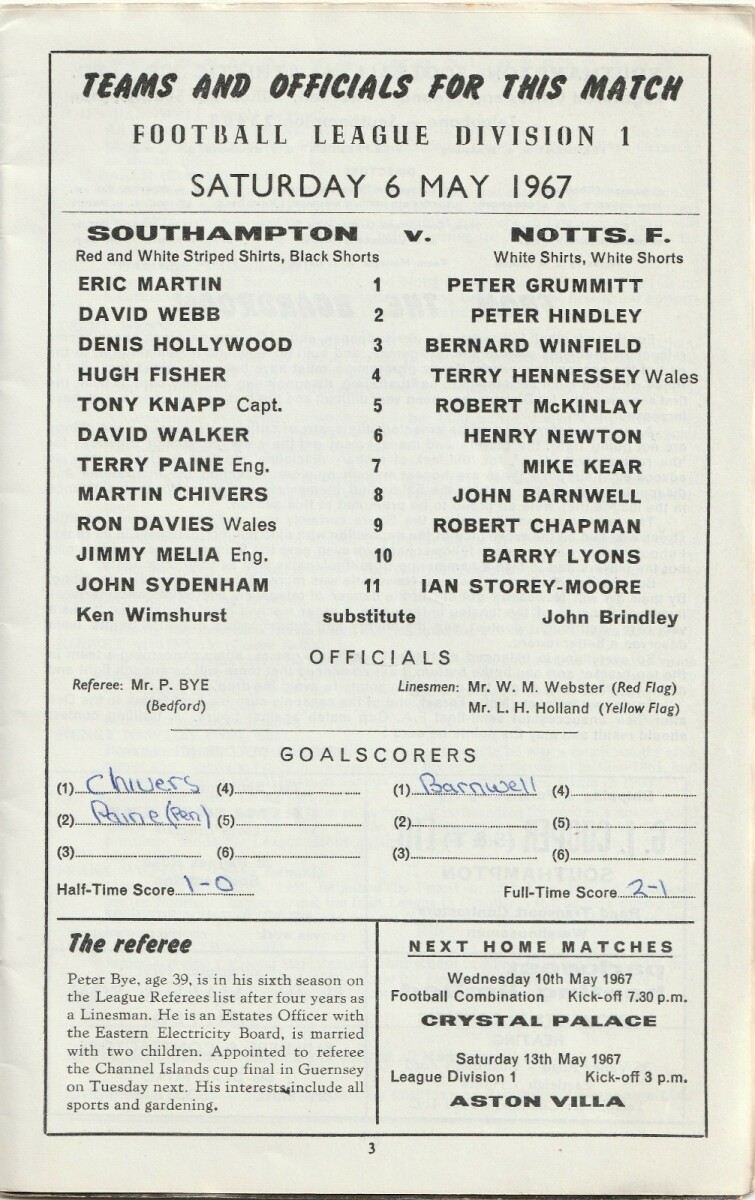 TEAMS AND OFFICIALS FOR THIS MATCH
FOOTBALL LEAGUE DIVISION 1
SATURDAY 6 MAY 1967
SOUTHAMPTON v. NOTTS. F.
Red and White Striped Shirts, Black Shorts White Shirts, White Shorts
ERIC MARTIN 1 PETER GRUMMITT
DAVID WEBB 2 PETER HINDLEY
DENIS HOLLYWOOD 3 BERNARD WINFIELD
HUGH FISHER 4 TERRY HENNESSEY Wales
TONY KNAPP Capt. 5 ROBERT McKINLAY
DAVID WALKER 6 HENRY NEWTON
TERRY PAINE Eng. 7 MIKE KEAR
MARTIN CHIVERS 8 JOHN BARNWELL
RON DAVIES Wales 9 ROBERT CHAPMAN
JIMMY MELIA Eng. 10 BARRY LYONS
JOHN SYDENHAM 11 IAN STOREY-MOORE
Ken Wimshurst substitute John Brindley
OFFICIALS
Referee: Mr. P. BYE Linesmen: Mr. W. M. Webster (Red Flag)
(Bedford) Mr. L. H. Holland (Yellow Flag)
GOALSCORERS
(1) Chivers (4) (1) Barnwell (4)
(2) Paine (Pen) (5) (2) (5)
(3) (6) (3) (6)
Half-Time Score 1-0 Full-Time Score 2-1
The referee
Peter Bye, age 39, is in his sixth season on
the League Referees list after four years as
a Linesman. He is an Estates Officer with
the Eastern Electricity Board, is married
with two children. Appointed to referee
the Channel Islands cup final in Guernsey
on Tuesday next. His interests include all
sports and gardening.
NEXT HOME MATCHES
Wednesday 10th May 1967
Football Combination Kick-off 7.30 p.m.
CRYSTAL PALACE
Saturday 13th May 1967
League Division 1 Kick-off 3 p.m.
ASTON VILLA
3